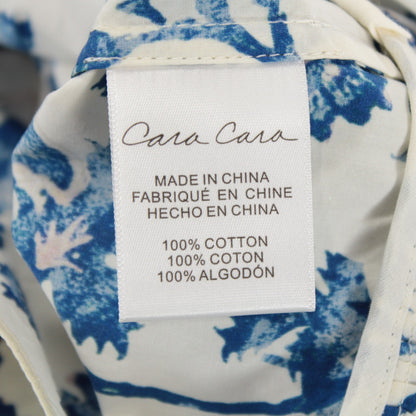 Cara Cara
MADE IN CHINA
FABRIQUÉ EN CHINE
HECHO EN CHINA
100% COTTON
100% COTON
100% ALGODÓN